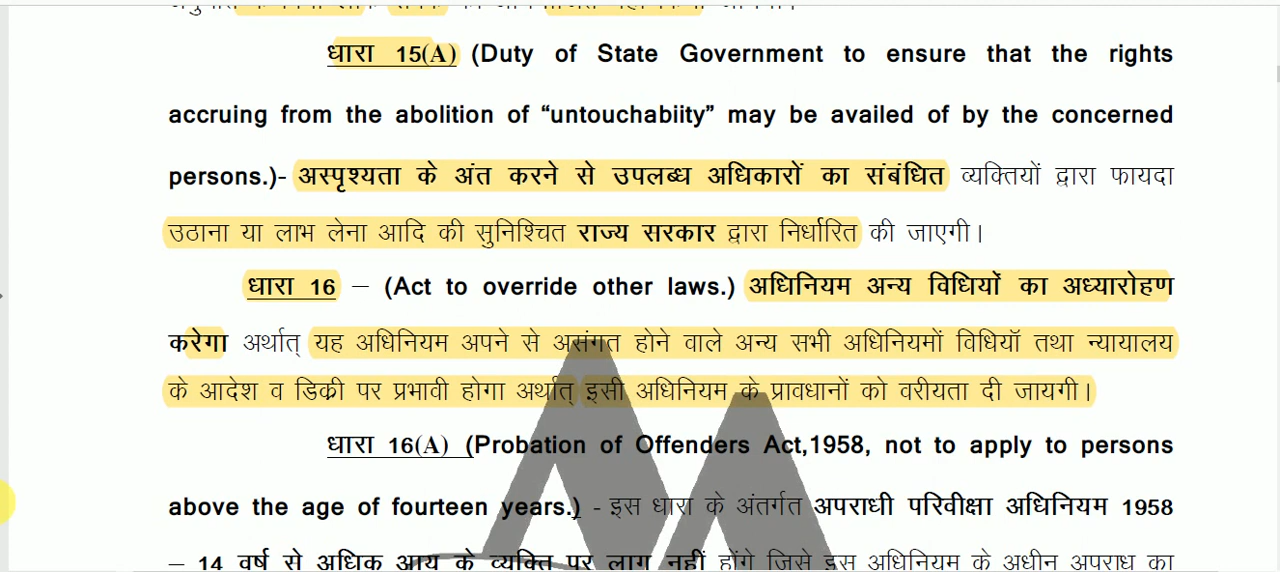 धारा 15(A) (Duty of State Government to ensure that the rights
accruing from the abolition of “untouchabiity” may be availed of by the concerned
persons.)- अस्पृश्यता के अंत करने से उपलब्ध अधिकारों का संबंधित व्यक्तियों द्वारा फायदा
उठाना या लाभ लेना आदि की सुनिश्चित राज्य सरकार द्वारा निर्धारित की जाएगी।
धारा 16 – (Act to override other laws.) अधिनियम अन्य विधियों का अध्यारोहण
करेगा अर्थात् यह अधिनियम अपने से असंगत होने वाले अन्य सभी अधिनियमों विधियॉ तथा न्यायालय
के आदेश व डिक्री पर प्रभावी होगा अर्थात् इसी अधिनियम के प्रावधानों को वरीयता दी जायगी।
धारा 16(A) (Probation of Offenders Act,1958, not to apply to persons
above the age of fourteen years.) - इस धारा के अंतर्गत अपराधी परिवीक्षा अधिनियम 1958
– 14 वर्ष से अधिक आयु के व्यक्ति पर लागू नहीं होंगे जिसे इस अधिनियम के अधीन अपराध का